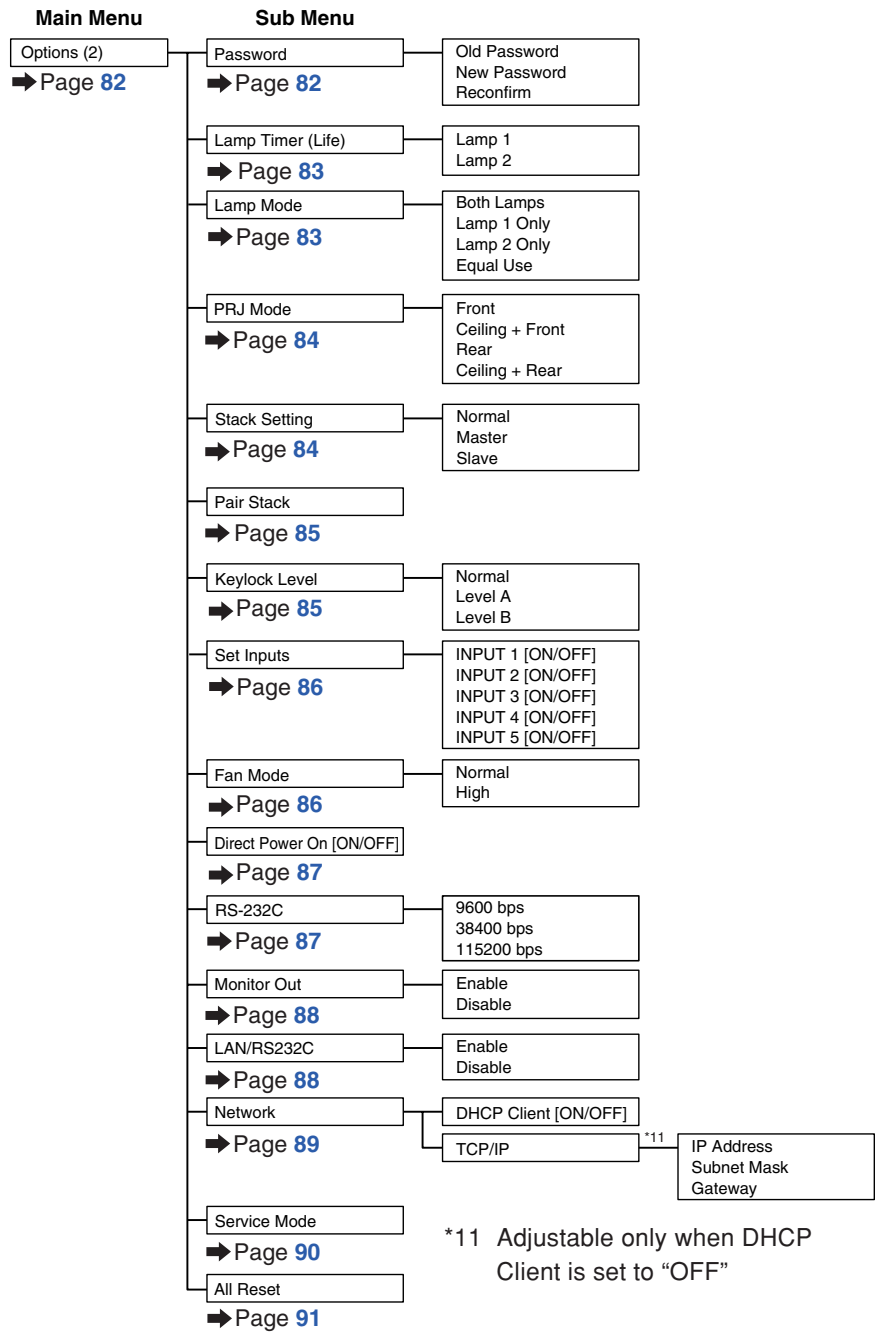 Main Menu Sub Menu
Options (2) Password Old Password
New Password
Reconfirm
➡ Page 82 ➡ Page 82
Lamp Timer (Life) Lamp 1
Lamp 2
➡ Page 83
Lamp Mode Both Lamps
Lamp 1 Only
Lamp 2 Only
Equal Use
➡ Page 83
PRJ Mode Front
Ceiling + Front
Rear
Ceiling + Rear
➡ Page 84
Stack Setting Normal
Master
Slave
➡ Page 84
Pair Stack
➡ Page 85
Keylock Level Normal
Level A
Level B
➡ Page 85
Set Inputs INPUT 1 [ON/OFF]
INPUT 2 [ON/OFF]
INPUT 3 [ON/OFF]
INPUT 4 [ON/OFF]
INPUT 5 [ON/OFF]
➡ Page 86
Fan Mode Normal
High
➡ Page 86
Direct Power On [ON/OFF]
➡ Page 87
RS-232C 9600 bps
38400 bps
115200 bps
➡ Page 87
Monitor Out Enable
Disable
➡ Page 88
LAN/RS232C Enable
Disable
➡ Page 88
Network DHCP Client [ON/OFF]
➡ Page 89
TCP/IP *11 IP Address
Subnet Mask
Gateway
Service Mode
➡ Page 90
*11 Adjustable only when DHCP
Client is set to “OFF”
All Reset
➡ Page 91